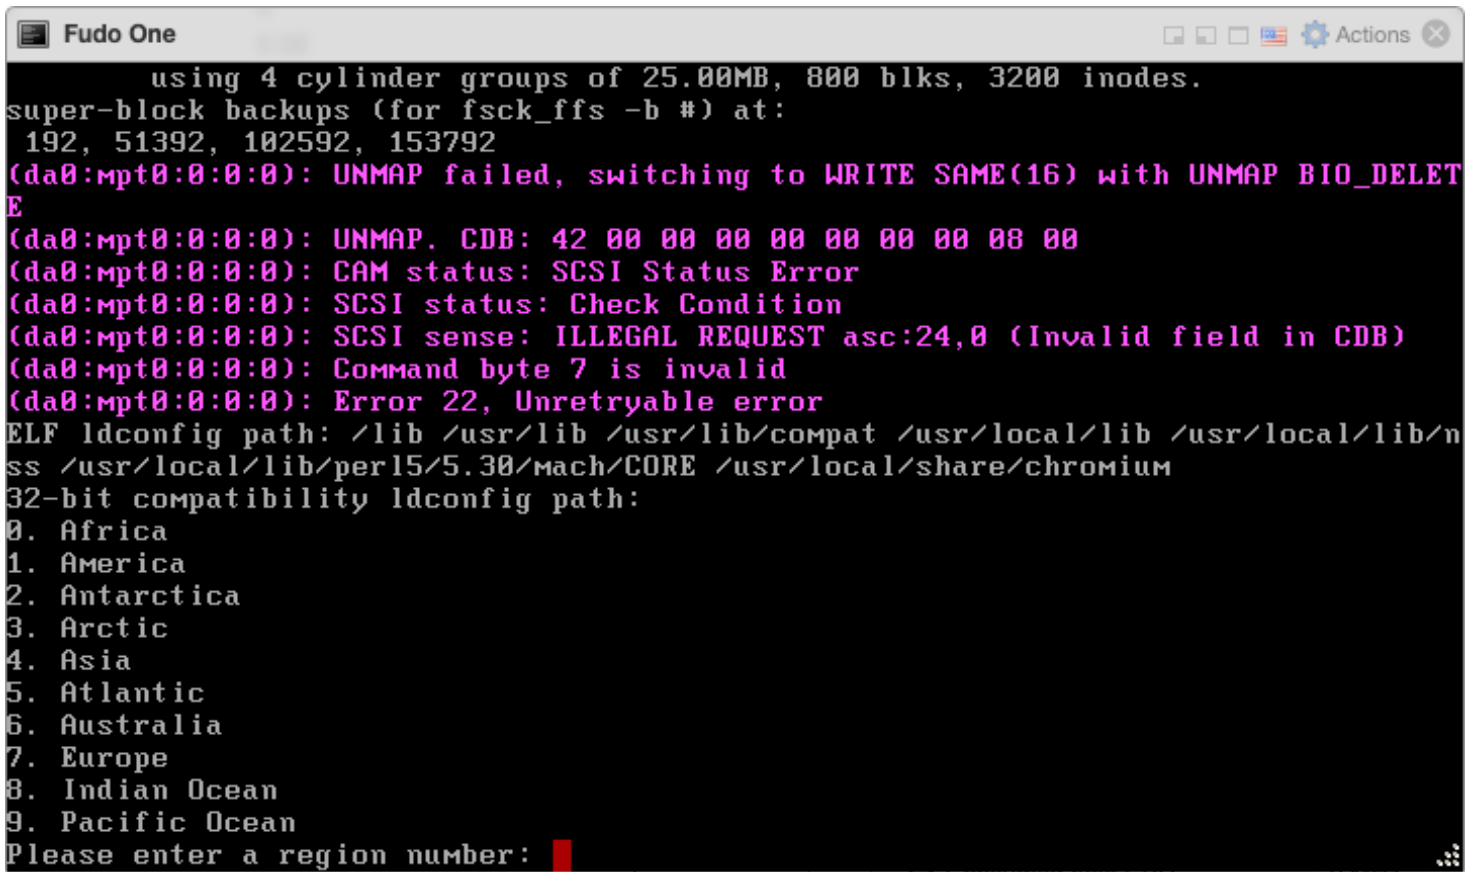 Fudo One
Actions
using 4 cylinder groups of 25.00MB, 800 blks, 3200 inodes.
super-block backups (for fsck_ffs -b #) at:
192, 51392, 102592, 153792
(da0:mpt0:0:0:0): UNMAP failed, switching to WRITE SAME(16) with UNMAP BIO_DELET
E
(da0:mpt0:0:0:0): UNMAP. CDB: 42 00 00 00 00 00 00 00 08 00
(da0:mpt0:0:0:0): CAM status: SCSI Status Error
(da0:mpt0:0:0:0): SCSI status: Check Condition
(da0:mpt0:0:0:0): SCSI sense: ILLEGAL REQUEST asc:24,0 (Invalid field in CDB)
(da0:mpt0:0:0:0): Command byte 7 is invalid
(da0:mpt0:0:0:0): Error 22, Unretryable error
ELF ldconfig path: /lib /usr/lib /usr/lib/compat /usr/local/lib /usr/local/lib/n
ss /usr/local/lib/perl5/5.30/mach/CORE /usr/local/share/chromium
32-bit compatibility ldconfig path:
0. Africa
1. America
2. Antarctica
3. Arctic
4. Asia
5. Atlantic
6. Australia
7. Europe
8. Indian Ocean
9. Pacific Ocean
Please enter a region number: